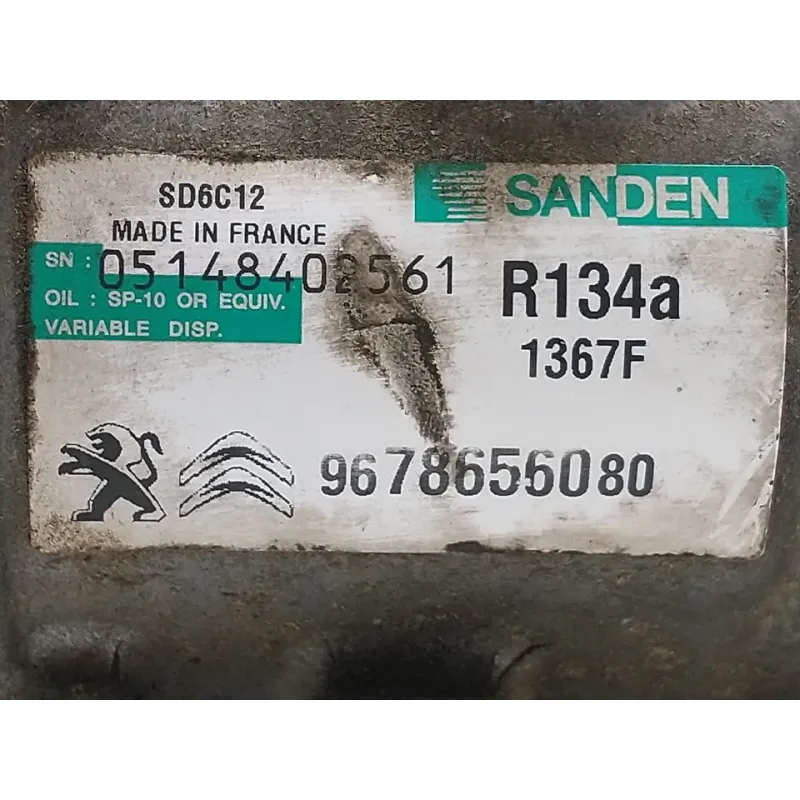 SD6C12
SANDEN
MADE IN FRANCE
SN : 05148402561
R134a
OIL : SP-10 OR EQUIV.
VARIABLE DISP.
1367F
9678656080